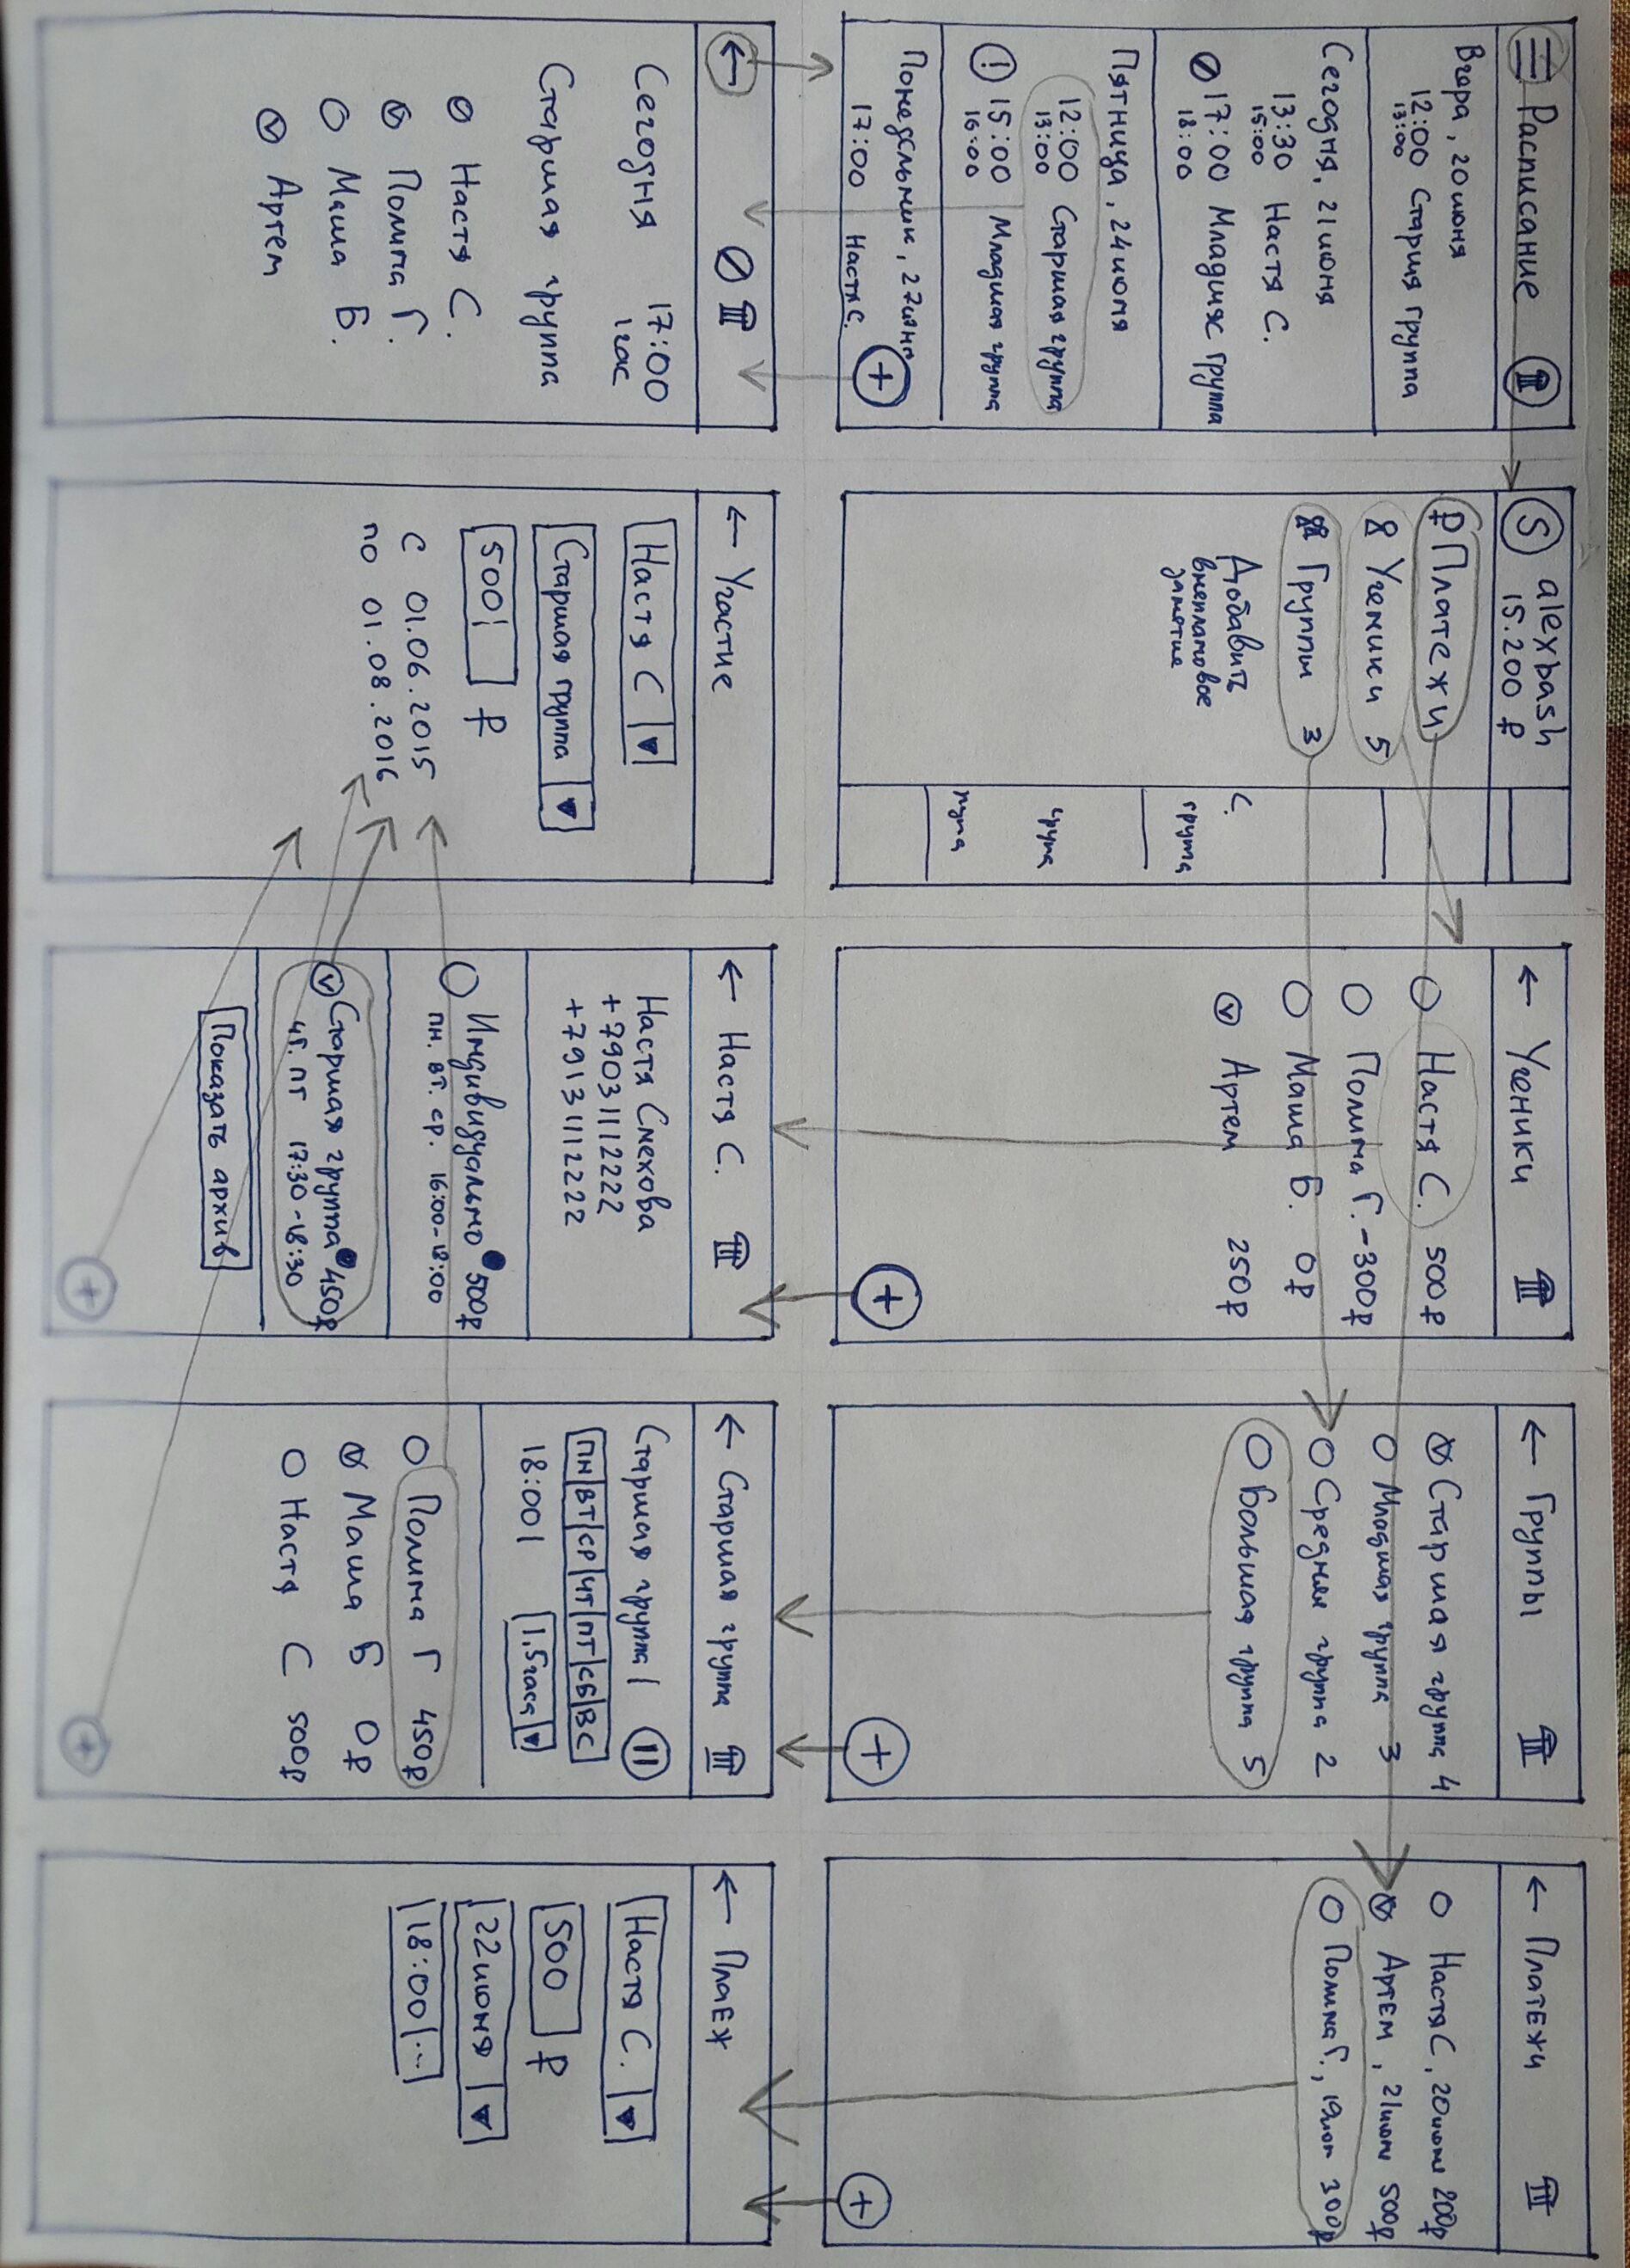 Расписание
Вчера, 20 июня
12:00 Старшя группа
13:00
Сегодня, 21 июня
13:30 Настя С.
15:00
17:00 Младшяс группа
18:00
Пятница, 24 июня
12:00 Старшая группа
13:00
! 15:00 Младшая группа
16:00
Понедельник, 27 июня
+
17:00 Настя С.
S alexbash
15.200 ₽
₽ Платежи
Ученики 5
Группы 3
Добавить
внеплановое
занятие
С.
група
група
рупа
← Ученики
Настя С. 500 ₽
Полина Г. -300 ₽
Маша Б. 0 ₽
Артем 250 ₽
+
← Группы
Старшая группа 4
Младшая группа 3
Средняя группа 2
Большая группа 5
+
← Платежи
Настя С, 20 июня 200 ₽
Артем, 21 июня 500 ₽
Полина Г., 19 июн 300 ₽
+
←
Сегодня 17:00
1 час
Старшая группа
Настя С.
Полина Г.
Маша Б.
Артем
← Участие
Настя С
Старшая группа
500 ₽
С 01.06.2015
по 01.08.2016
← Настя С.
Настя Смехова
+79031112222
+79131112222
Индивидуально 500 ₽
пн. вт. ср. 16:00-18:00
Старшая группа 450 ₽
чт. пт 17:30-18:30
Показать архив
+
← Старшая группа
Старшая группа|
ПН ВТ СР ЧТ ПТ СБ ВС
18:00| 1,5 часа
Полина Г 450 ₽
Маша Б 0 ₽
Настя С 500 ₽
+
← Плаеж
Настя С.
500 ₽
22 июня
18:00 ...